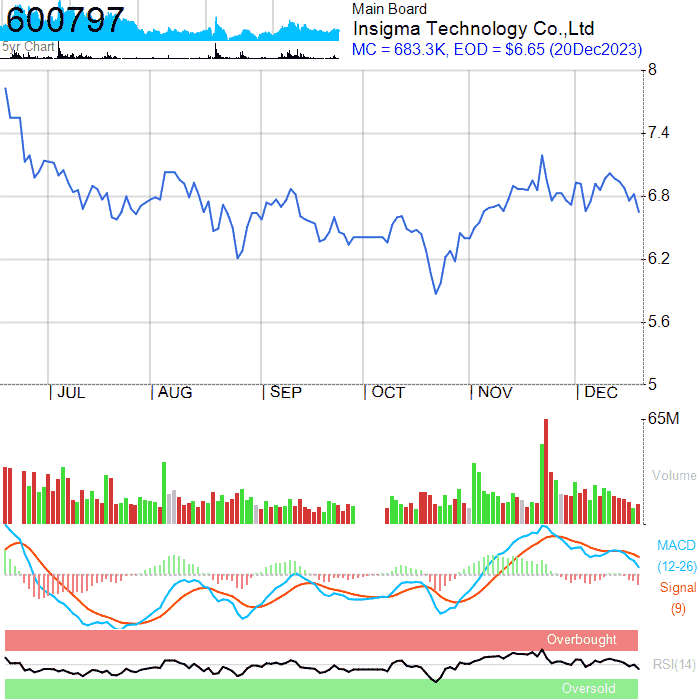 600797
5yr Chart
Main Board
Insigma Technology Co.,Ltd
MC = 683.3K, EOD = $6.65 (20Dec2023)
8
7.4
6.8
6.2
5.6
5
JUL
AUG
SEP
OCT
NOV
DEC
65M
Volume
MACD
(12-26)
Signal
(9)
Overbought
RSI(14)
Oversold